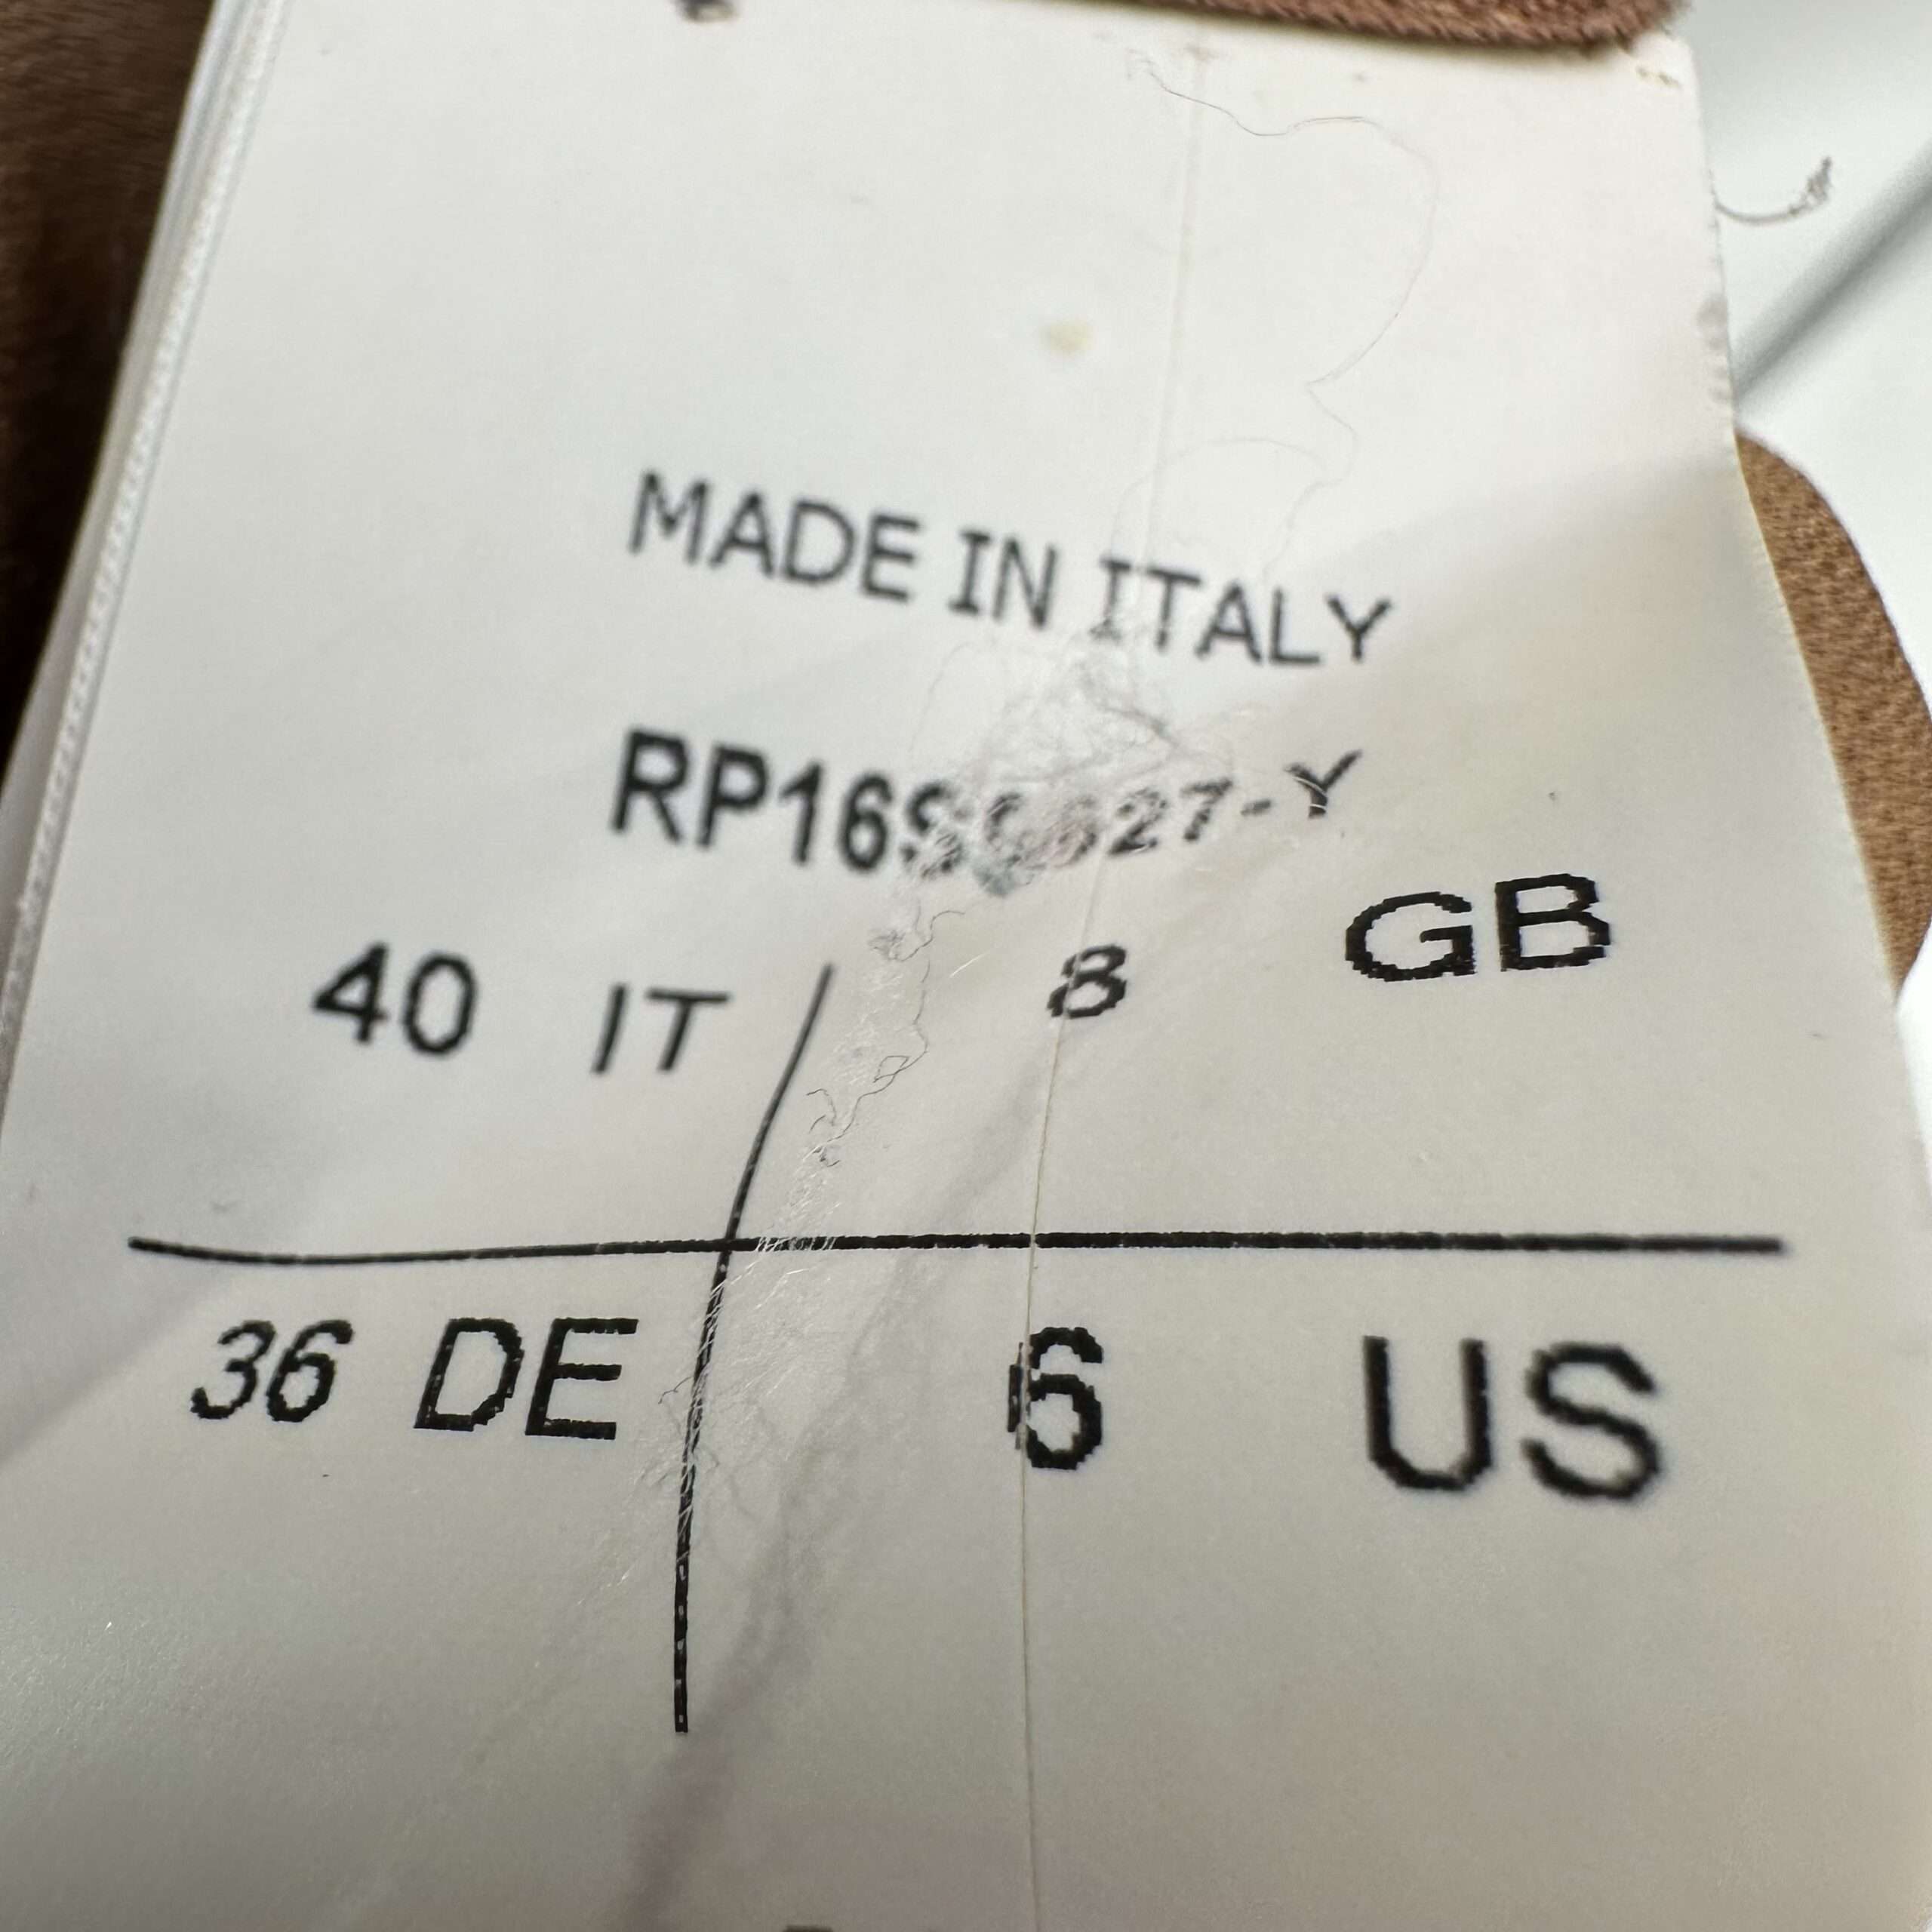 MADE IN ITALY
40 IT 8 GB
36 DE 6 US